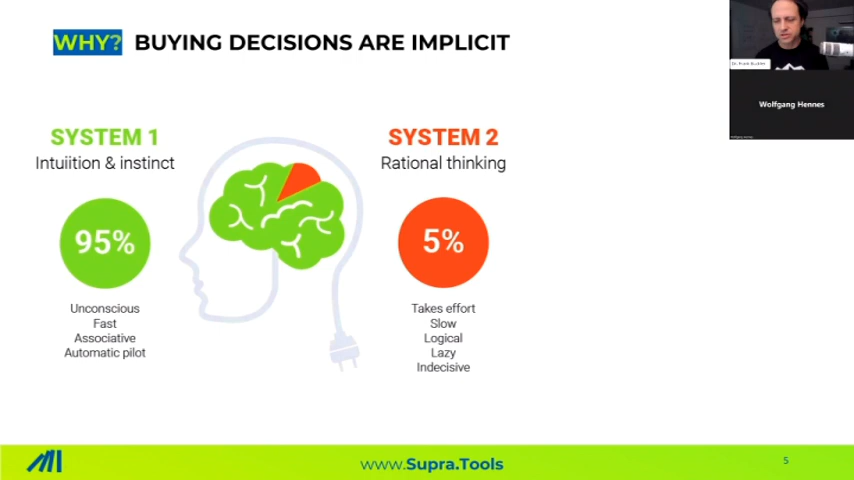 WHY? BUYING DECISIONS ARE IMPLICIT
SYSTEM 1
Intuiition & instinct
95%
Unconscious
Fast
Associative
Automatic pilot
SYSTEM 2
Rational thinking
5%
Takes effort
Slow
Logical
Lazy
Indecisive
Wolfgang Hennes
www.Supra.Tools
5